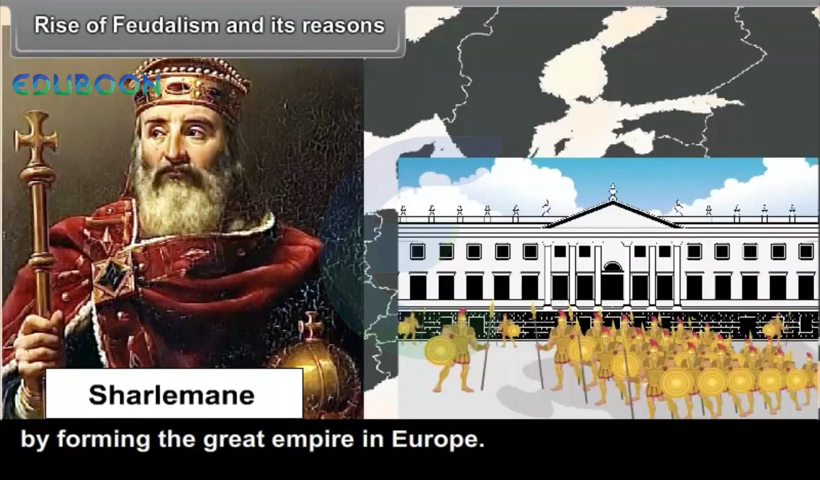 Rise of Feudalism and its reasons
EDUBOON
Sharlemane
by forming the great empire in Europe.